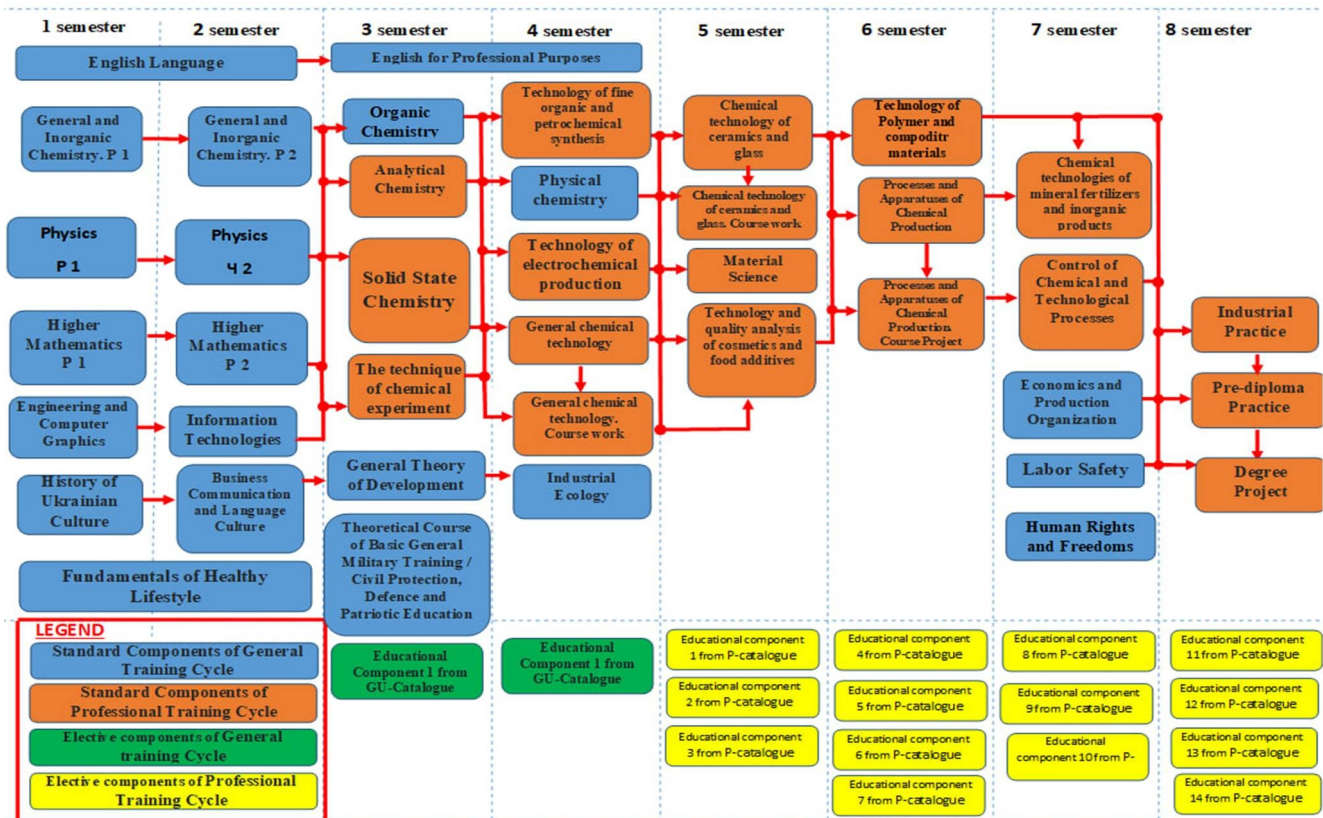 1 semester
2 semester
3 semester
4 semester
5 semester
6 semester
7 semester
8 semester
English Language
English for Professional Purposes
General and
Inorganic
Chemistry. P 1
General and
Inorganic
Chemistry. P 2
Organic
Chemistry
Technology of fine
organic and
petrochemical
synthesis
Chemical
technology of
ceramics and
glass
Technology of
Polymer and
compoditr
materials
Analytical
Chemistry
Physical
chemistry
Chemical technology
of ceramics and
glass. Course work
Processes and
Apparatuses of
Chemical
Production
Chemical
technologies of
mineral fertilizers
and inorganic
products
Physics
P 1
Physics
Ч 2
Solid State
Chemistry
Technology of
electrochemical
production
Material
Science
Processes and
Apparatuses of
Chemical
Production.
Course Project
Control of
Chemical and
Technological
Processes
Higher
Mathematics
P 1
Higher
Mathematics
P 2
General chemical
technology
Technology and
quality analysis
of cosmetics and
food additives
Industrial
Practice
The technique
of chemical
experiment
General chemical
technology.
Course work
Economics and
Production
Organization
Pre-diploma
Practice
Engineering and
Computer
Graphics
Information
Technologies
History of
Ukrainian
Culture
Business
Communication
and Language
Culture
General Theory
of Development
Industrial
Ecology
Labor Safety
Degree
Project
Theoretical Course
of Basic General
Military Training /
Civil Protection,
Defence and
Patriotic Education
Human Rights
and Freedoms
Fundamentals of Healthy
Lifestyle
LEGEND
Standard Components of General
Training Cycle
Standard Components of
Professional Training Cycle
Elective components of General
training Cycle
Elective components of Professional
Training Cycle
Educational
Component 1 from
GU-Catalogue
Educational
Component 1 from
GU-Catalogue
Educational component
1 from P-catalogue
Educational component
2 from P-catalogue
Educational component
3 from P-catalogue
Educational component
4 from P-catalogue
Educational component
5 from P-catalogue
Educational component
6 from P-catalogue
Educational component
7 from P-catalogue
Educational component
8 from P-catalogue
Educational component
9 from P-catalogue
Educational
component 10 from P-
Educational component
11 from P-catalogue
Educational component
12 from P-catalogue
Educational component
13 from P-catalogue
Educational component
14 from P-catalogue